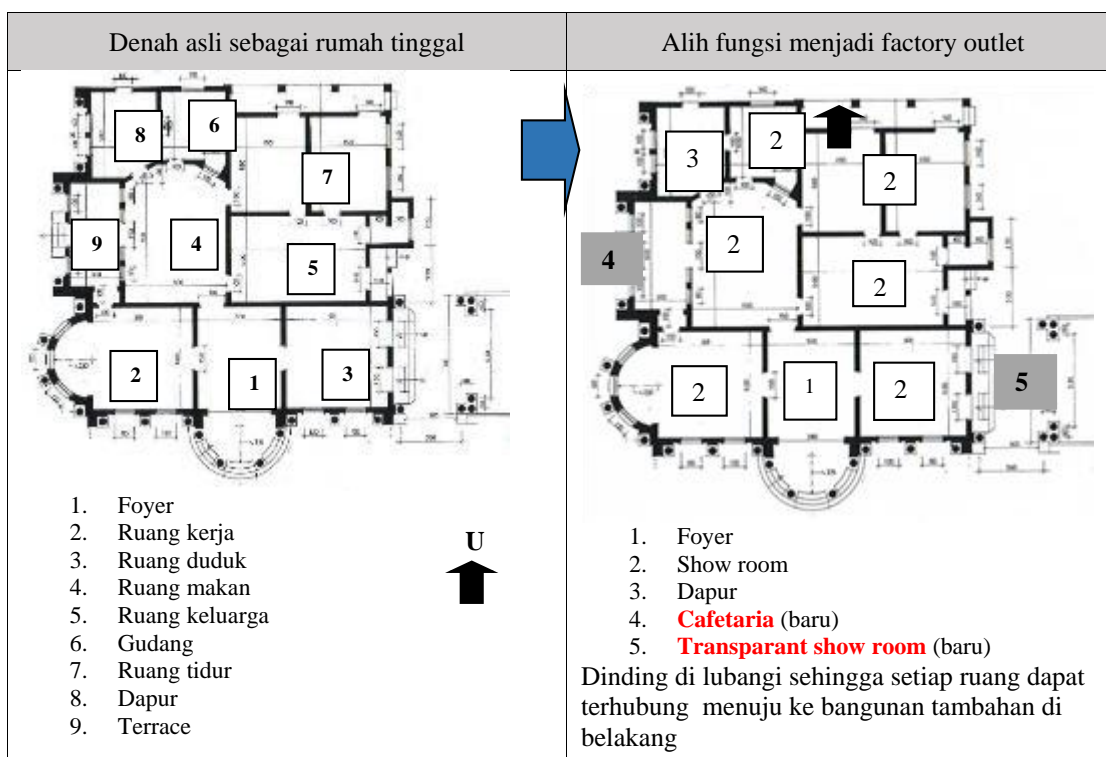 Denah asli sebagai rumah tinggal
Alih fungsi menjadi factory outlet
8
6
7
9
4
5
2
1
3
1. Foyer
2. Ruang kerja
3. Ruang duduk
4. Ruang makan
5. Ruang keluarga
6. Gudang
7. Ruang tidur
8. Dapur
9. Terrace
U
3
2
2
4
2
2
2
1
2
5
1. Foyer
2. Show room
3. Dapur
4. Cafetaria (baru)
5. Transparant show room (baru)
Dinding di lubangi sehingga setiap ruang dapat
terhubung menuju ke bangunan tambahan di
belakang